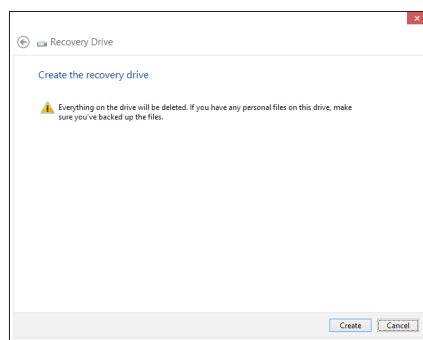 Recovery Drive
Create the recovery drive
Everything on the drive will be deleted. If you have any personal files on this drive, make
sure you've backed up the files.
Create Cancel